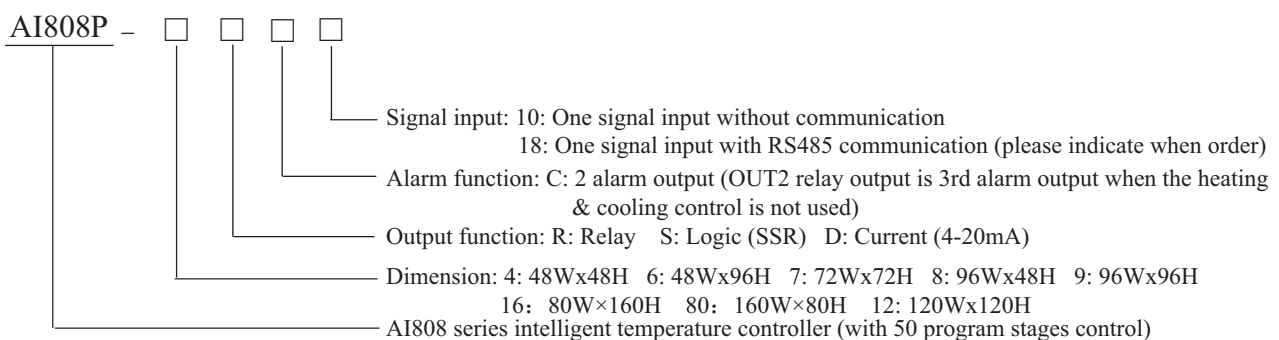 AI808P – □ □ □ □
Signal input: 10: One signal input without communication
18: One signal input with RS485 communication (please indicate when order)
Alarm function: C: 2 alarm output (OUT2 relay output is 3rd alarm output when the heating
& cooling control is not used)
Output function: R: Relay S: Logic (SSR) D: Current (4-20mA)
Dimension: 4: 48Wx48H 6: 48Wx96H 7: 72Wx72H 8: 96Wx48H 9: 96Wx96H
16：80W×160H 80：160W×80H 12: 120Wx120H
AI808 series intelligent temperature controller (with 50 program stages control)